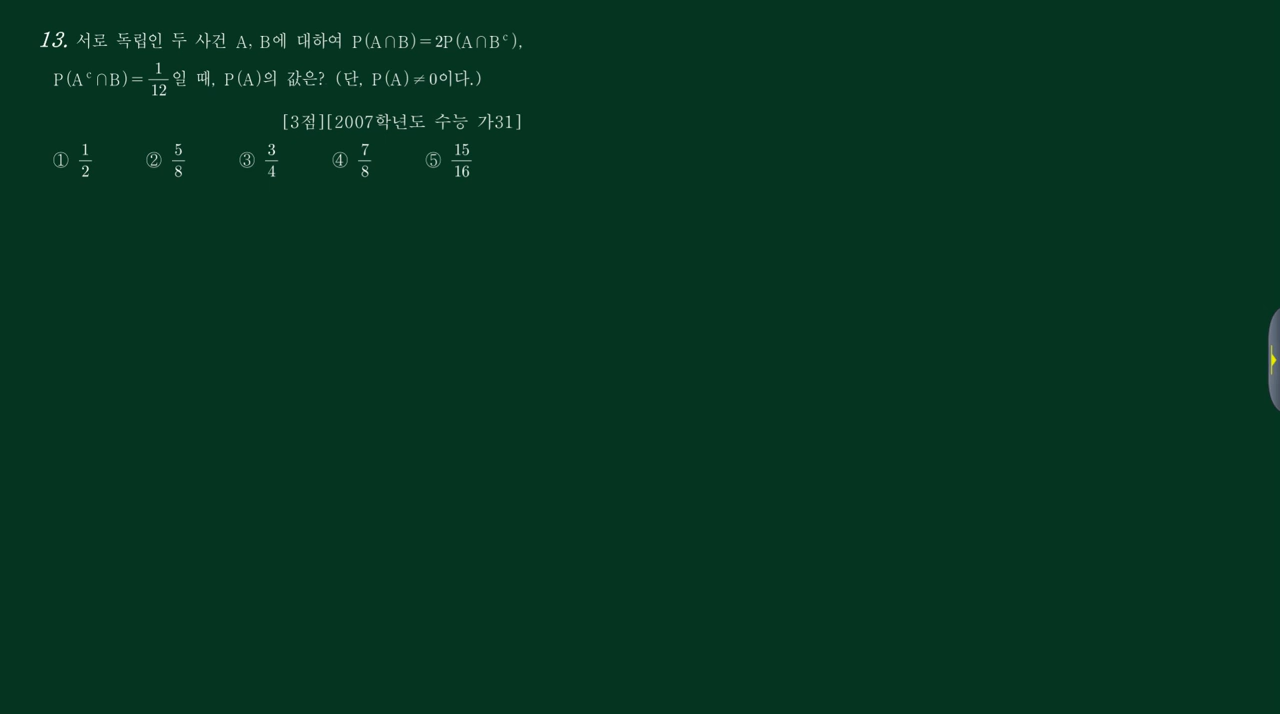 13. 서로 독립인 두 사건 A, B에 대하여 P(A∩B)=2P(A∩Bᶜ),
P(Aᶜ∩B)=1/12일 때, P(A)의 값은? (단, P(A)≠0이다.)
[3점][2007학년도 수능 가31]
① 1/2 ② 5/8 ③ 3/4 ④ 7/8 ⑤ 15/16